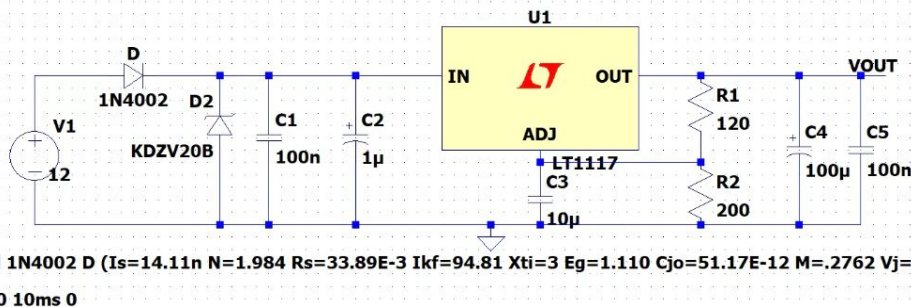 U1
D
1N4002
IN
OUT
VOUT
V1
12
D2
KDZV20B
C1
100n
C2
1µ
ADJ
LT1117
R1
120
C4
100µ
C5
100n
C3
10µ
R2
200
1N4002 D (Is=14.11n N=1.984 Rs=33.89E-3 Ikf=94.81 Xti=3 Eg=1.110 Cjo=51.17E-12 M=.2762 Vj=
0 10ms 0